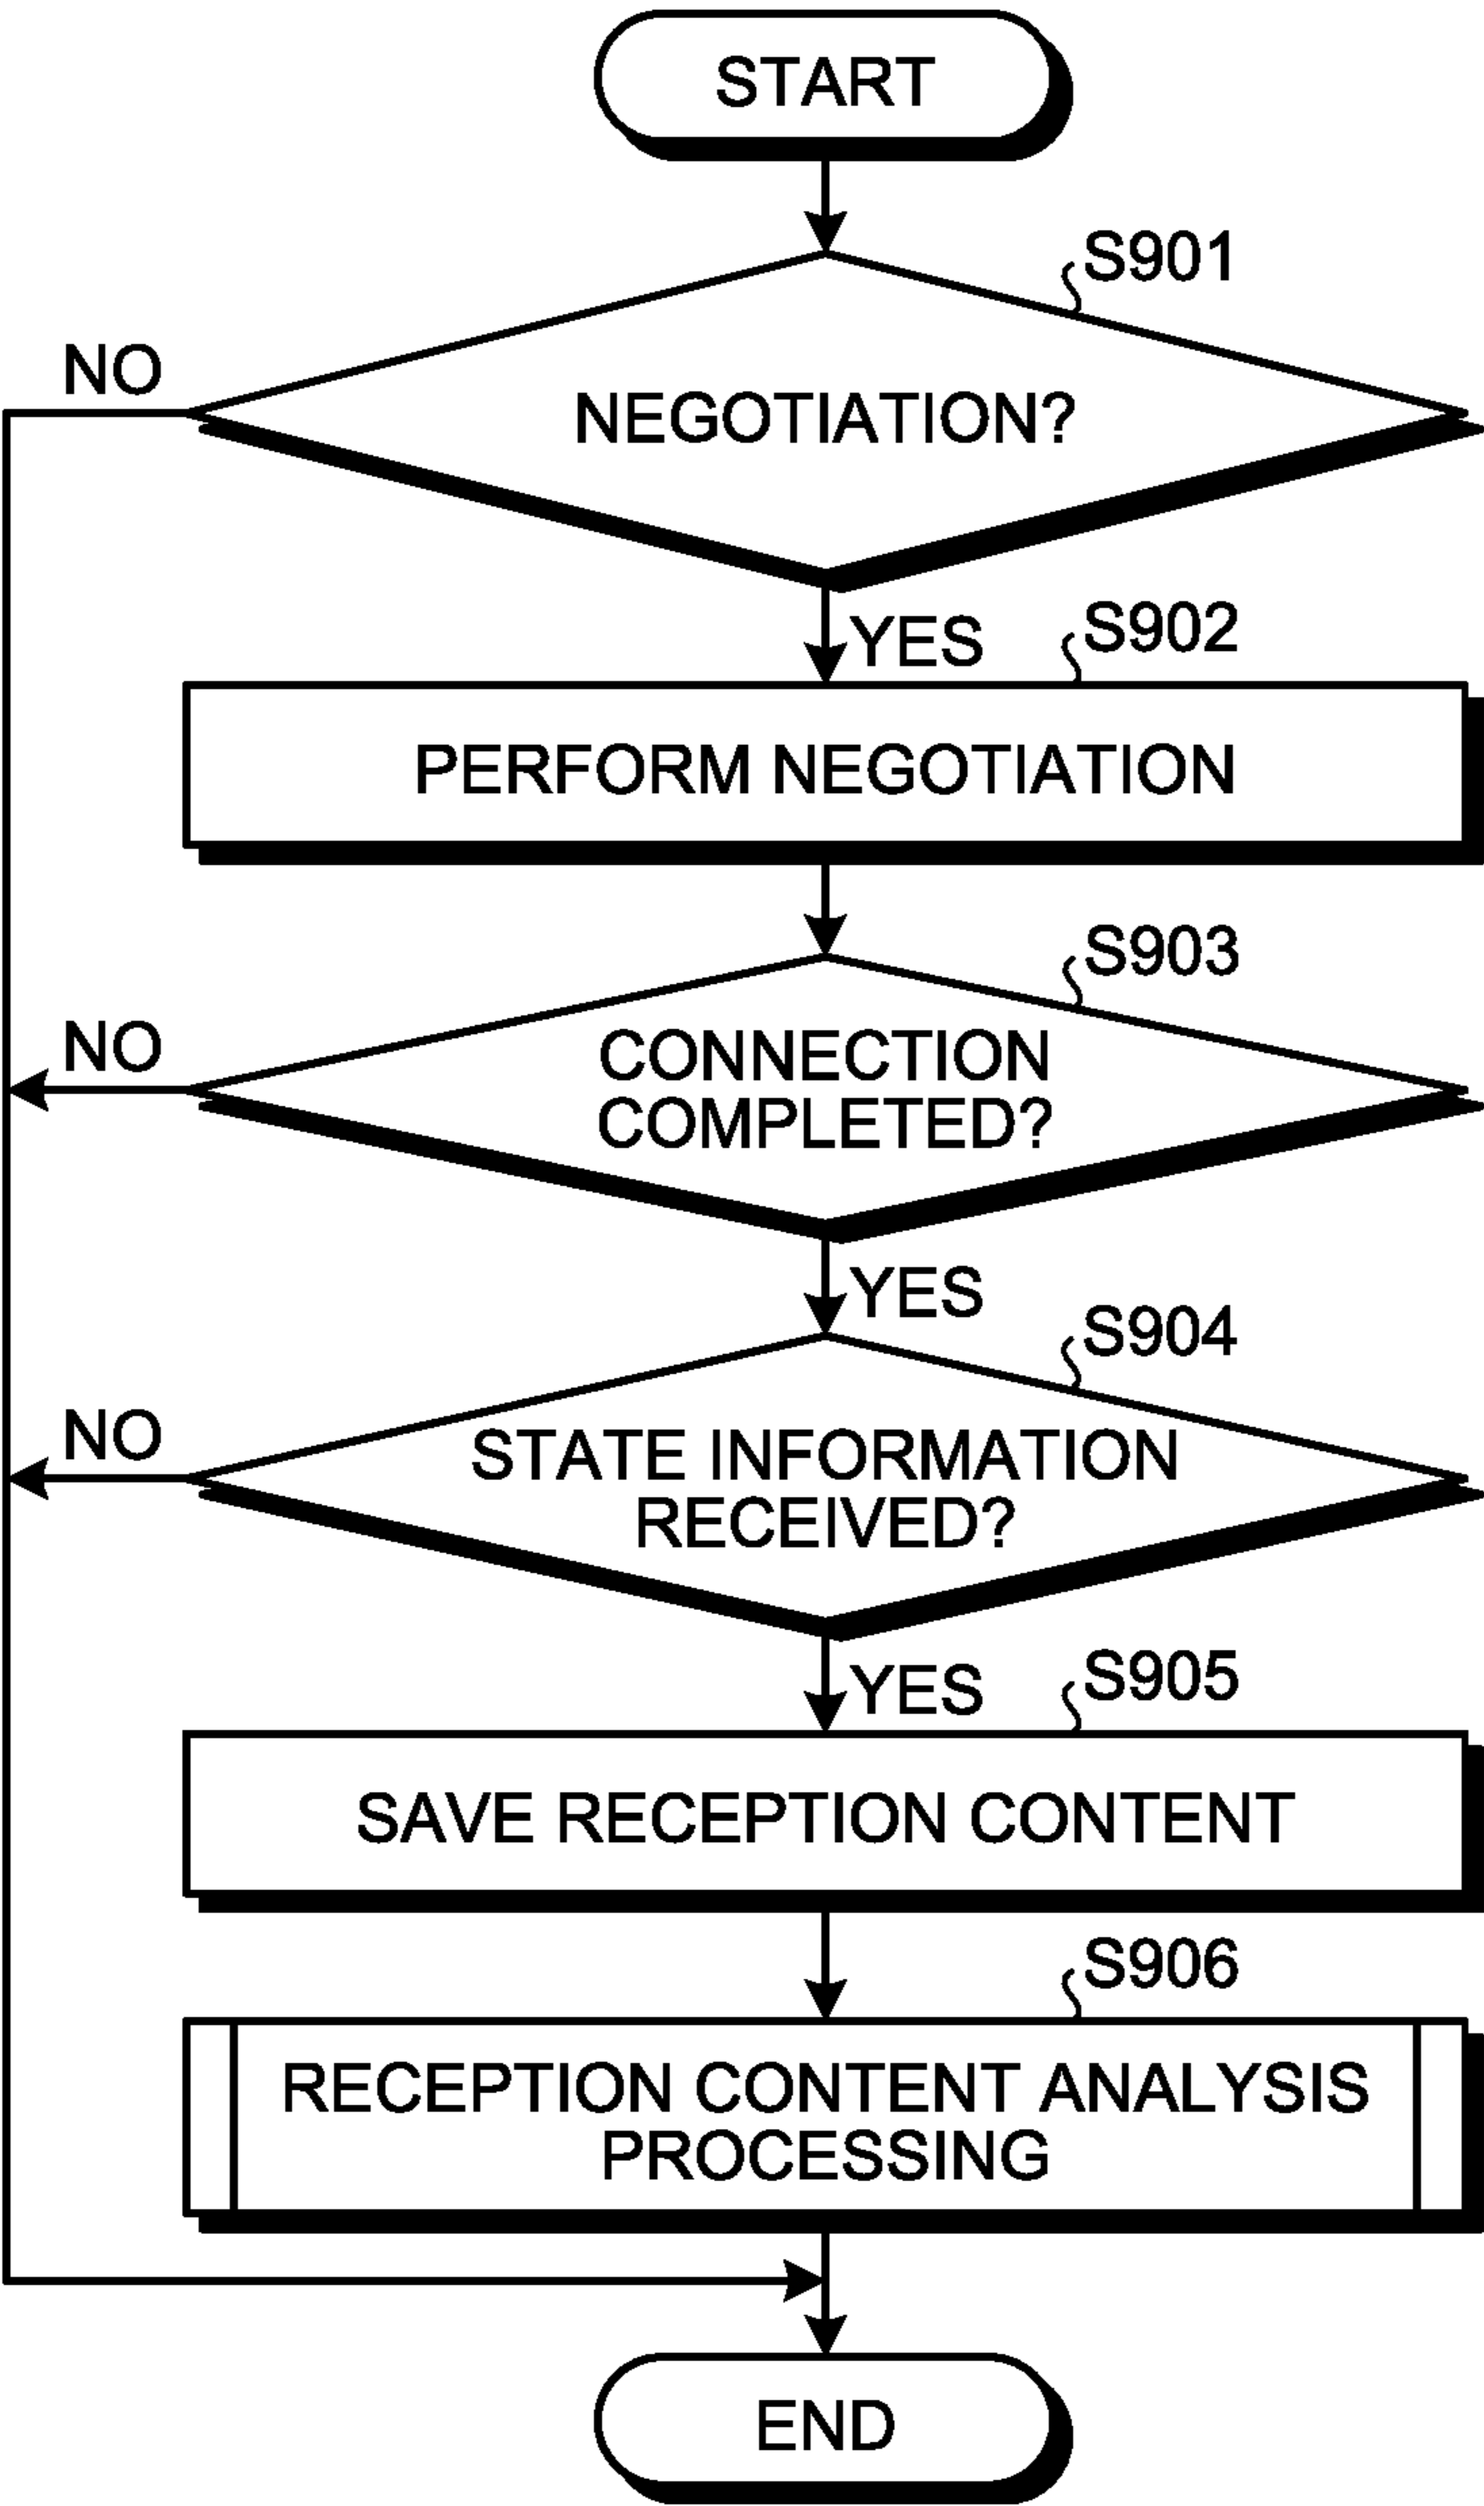 START
S901
NO
NEGOTIATION?
YES
S902
PERFORM NEGOTIATION
S903
NO
CONNECTION
COMPLETED?
YES
S904
NO
STATE INFORMATION
RECEIVED?
YES
S905
SAVE RECEPTION CONTENT
S906
RECEPTION CONTENT ANALYSIS
PROCESSING
END